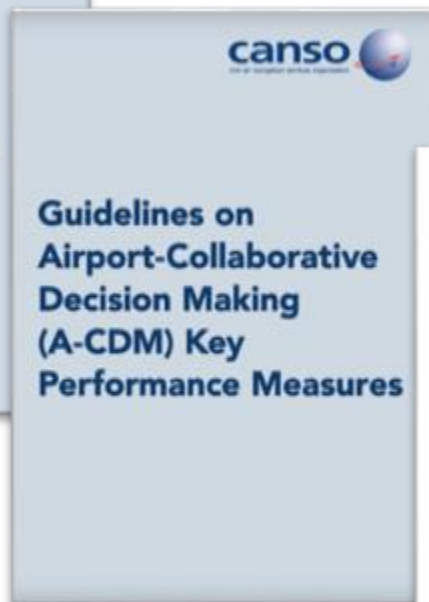 canso
Guidelines on
Airport-Collaborative
Decision Making
(A-CDM) Key
Performance Measures